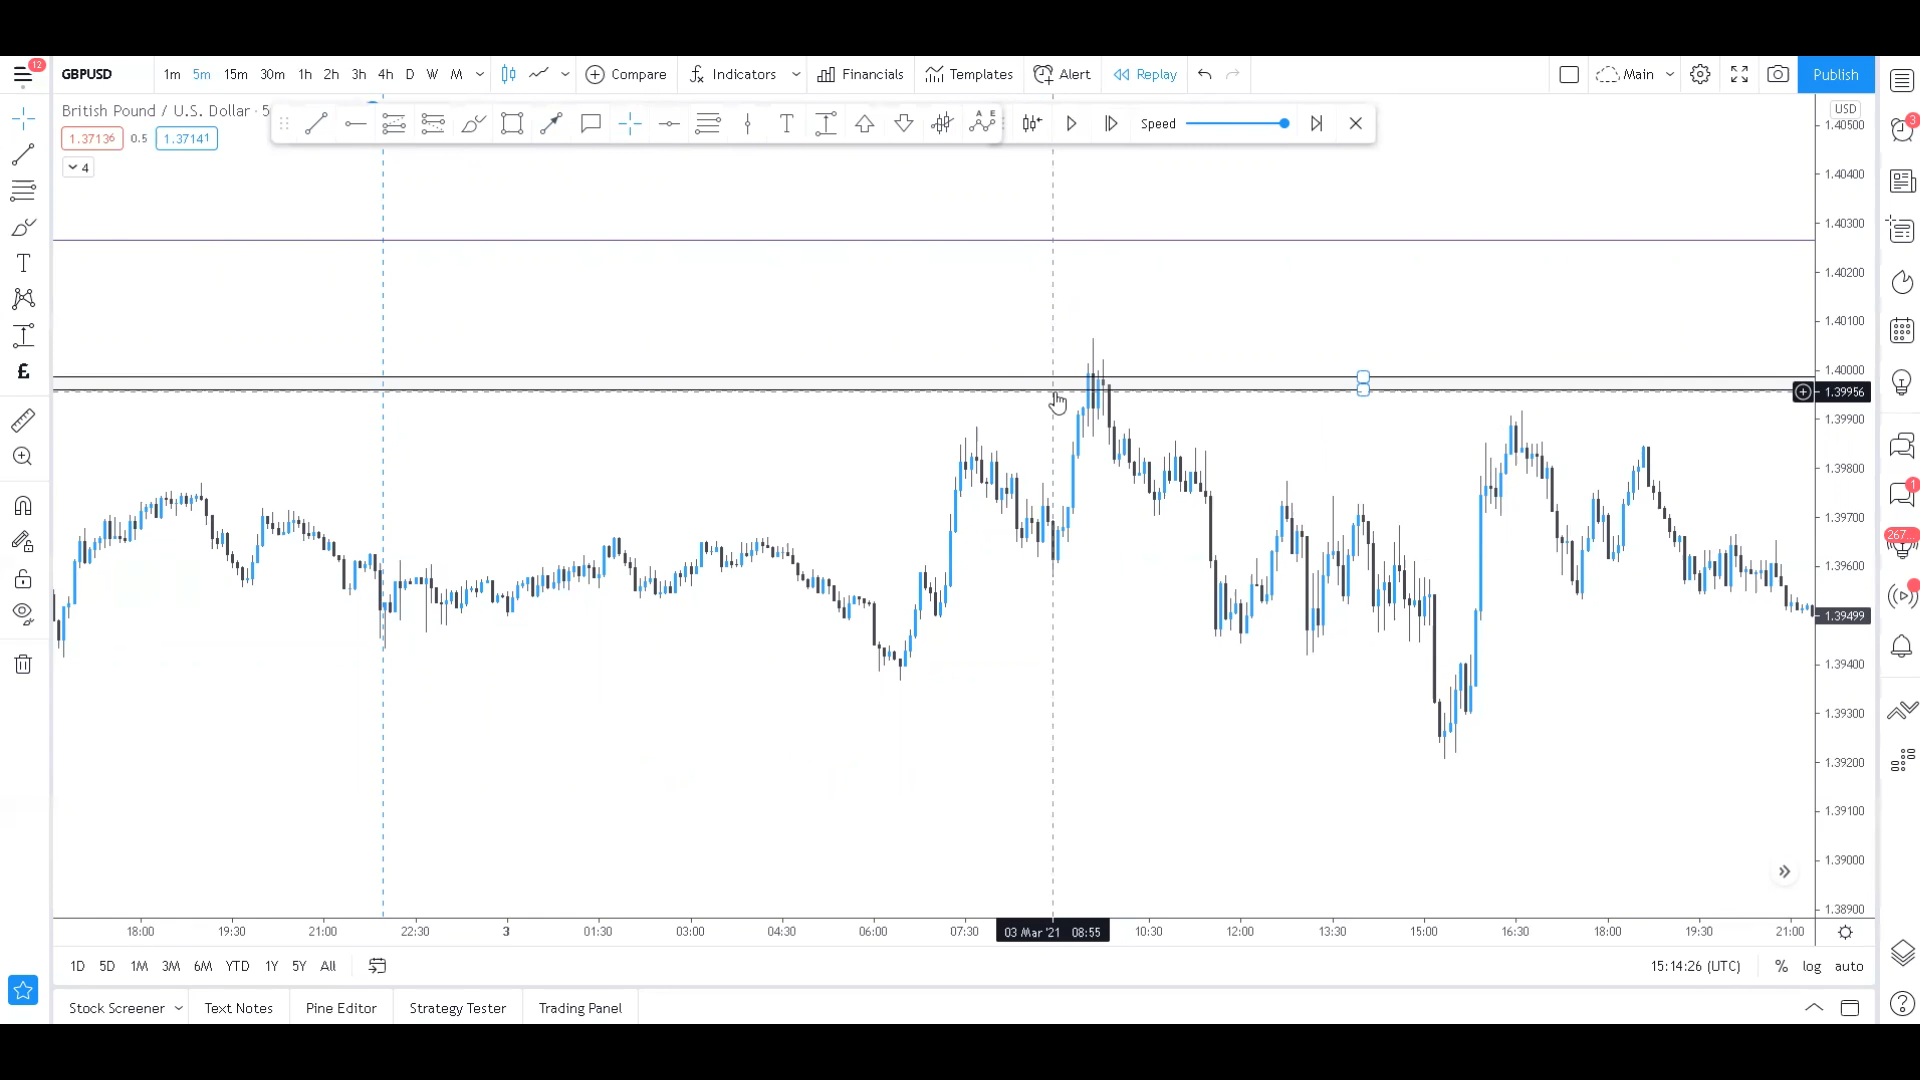 12 GBPUSD 1m 5m 15m 30m 1h 2h 3h 4h D W M Compare Indicators Financials Templates Alert Replay Main Publish
British Pound / U.S. Dollar · 5
1.37136 0.5 1.37141
4
T Speed
USD
1.40500
1.40400
1.40300
1.40200
1.40100
1.40000
1.39956
1.39900
1.39800
1.39700
1.39600
1.39499
1.39400
1.39300
1.39200
1.39100
1.39000
1.38900
T
£
3
1
267...
18:00 19:30 21:00 22:30 3 01:30 03:00 04:30 06:00 07:30 03 Mar '21 08:55 10:30 12:00 13:30 15:00 16:30 18:00 19:30 21:00
1D 5D 1M 3M 6M YTD 1Y 5Y All 15:14:26 (UTC) % log auto
Stock Screener Text Notes Pine Editor Strategy Tester Trading Panel